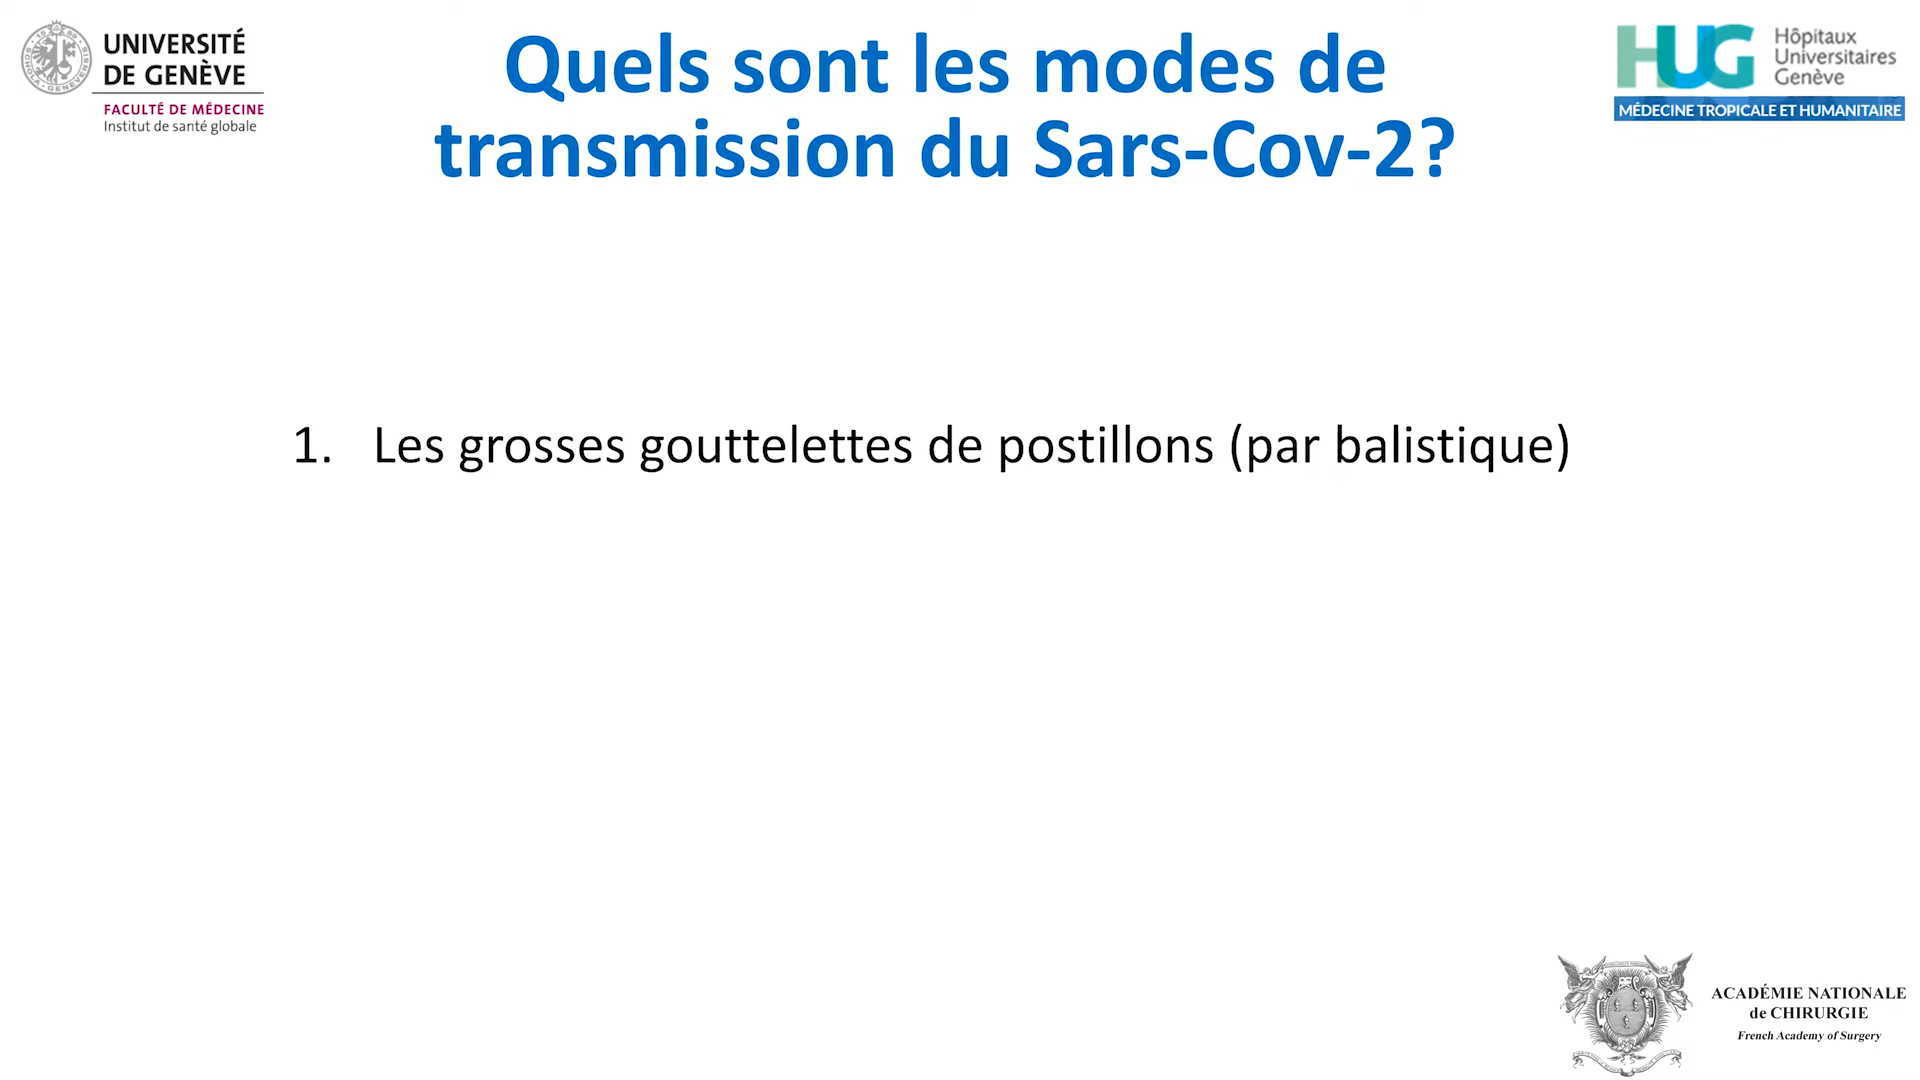 UNIVERSITÉ
DE GENÈVE
FACULTÉ DE MÉDECINE
Institut de santé globale
Quels sont les modes de
transmission du Sars-Cov-2?
HUG
Hôpitaux
Universitaires
Genève
MÉDECINE TROPICALE ET HUMANITAIRE
1. Les grosses gouttelettes de postillons (par balistique)
ACADÉMIE NATIONALE
de CHIRURGIE
French Academy of Surgery